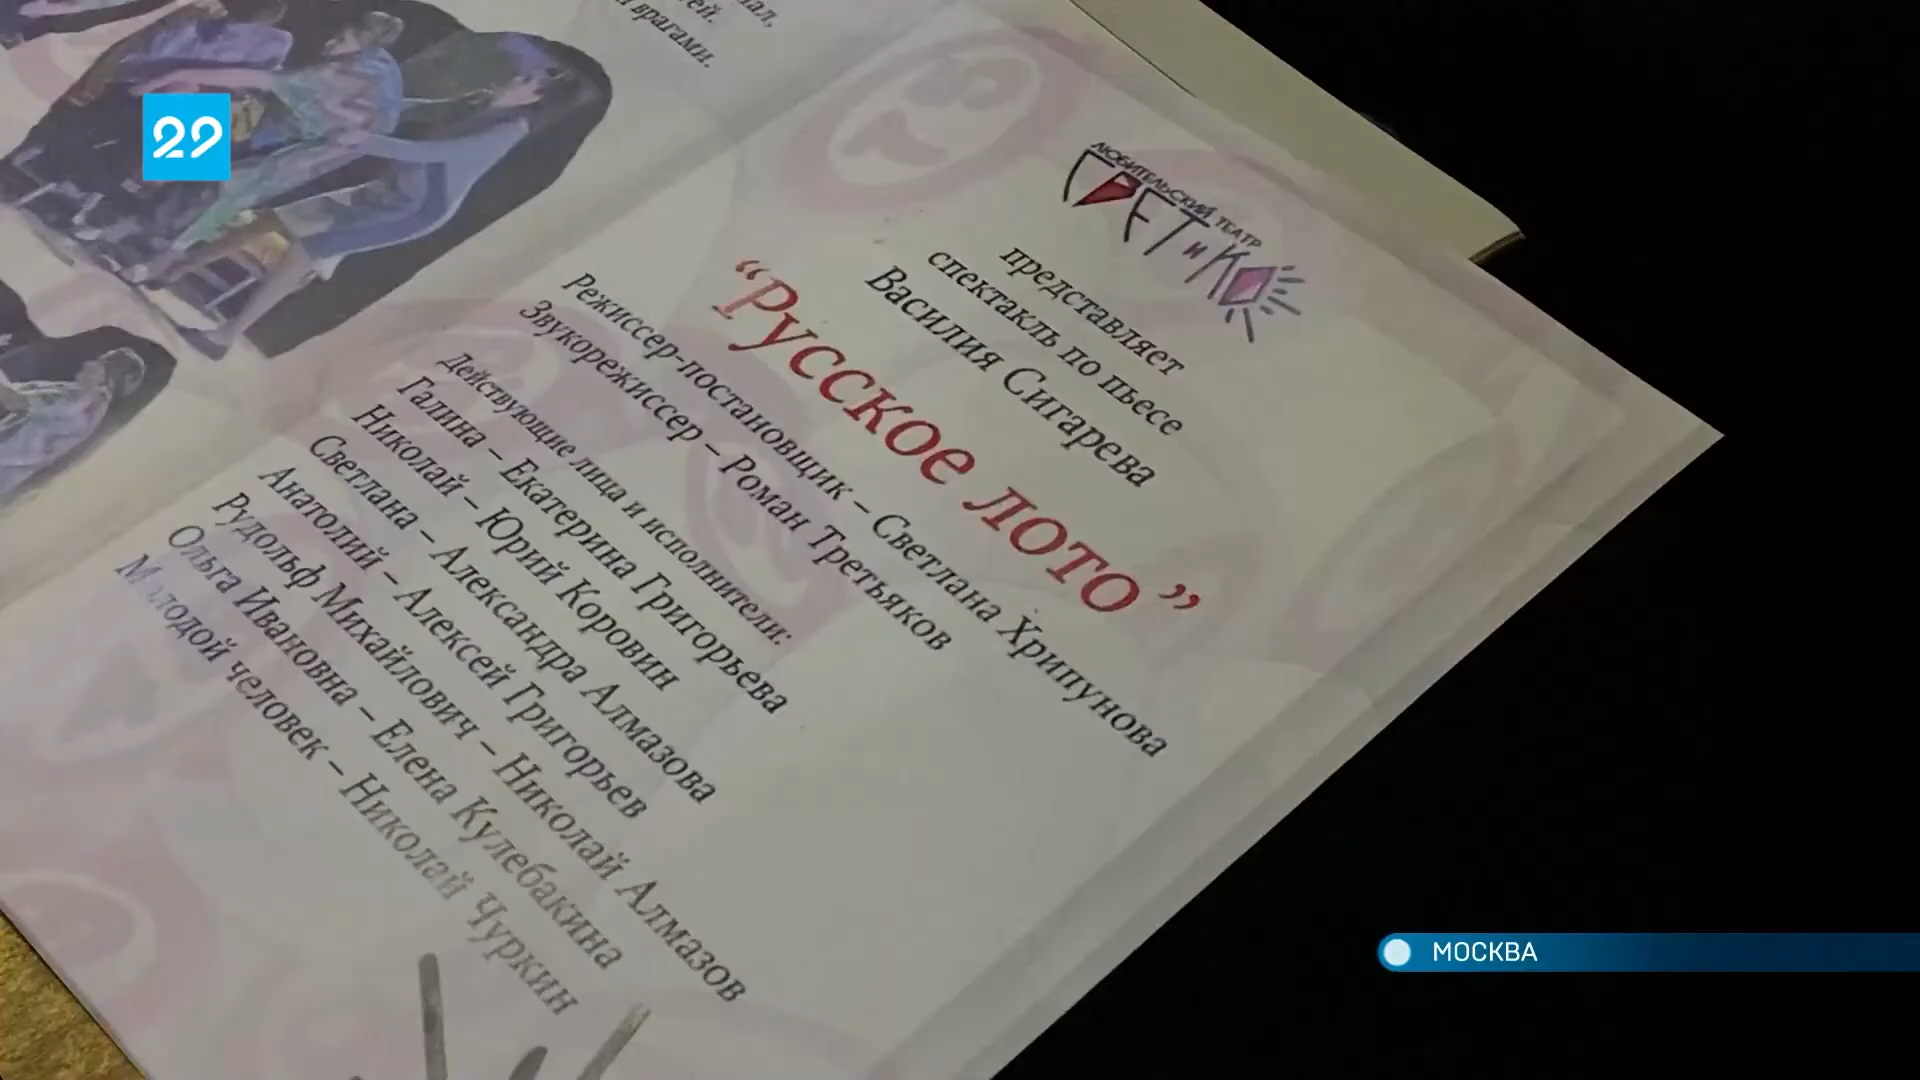 29
врагами.
ЛЮБИТЕЛЬСКИЙ ТЕАТР
представляет
спектакль по пьесе
Василия Сигарева
“Русское лото”
Режиссер-постановщик – Светлана Хрипунова
Звукорежиссер – Роман Третьяков
Действующие лица и исполнители:
Галина – Екатерина Григорьева
Николай – Юрий Коровин
Светлана – Александра Алмазова
Анатолий – Алексей Григорьев
Рудольф Михайлович – Николай Алмазов
Ольга Ивановна – Елена Кулебакина
Молодой человек – Николай Чуркин
МОСКВА